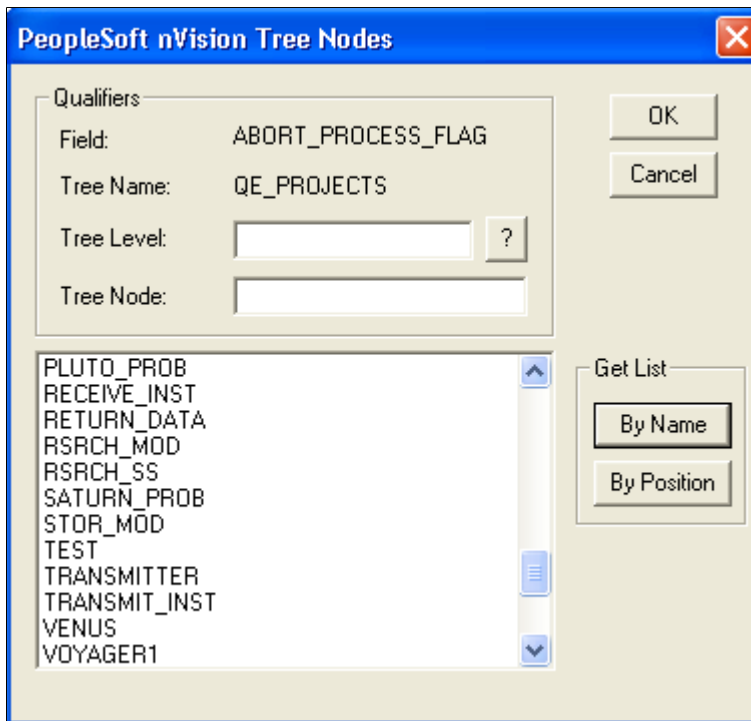 PeopleSoft nVision Tree Nodes
Qualifiers
Field: ABORT_PROCESS_FLAG
Tree Name: QE_PROJECTS
Tree Level: ?
Tree Node:
OK
Cancel
PLUTO_PROB
RECEIVE_INST
RETURN_DATA
RSRCH_MOD
RSRCH_SS
SATURN_PROB
STOR_MOD
TEST
TRANSMITTER
TRANSMIT_INST
VENUS
VOYAGER1
Get List
By Name
By Position